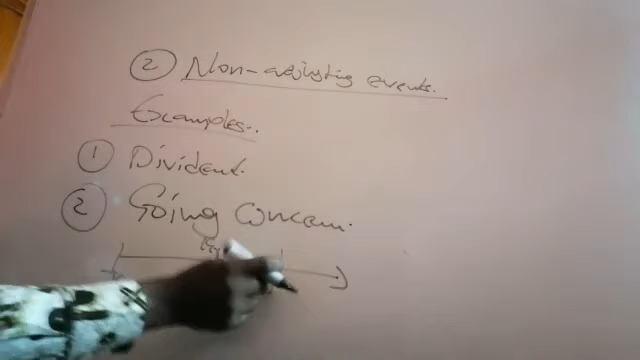 ② Non-adjusting events.
Examples:.
① Divident.
② Going concern.